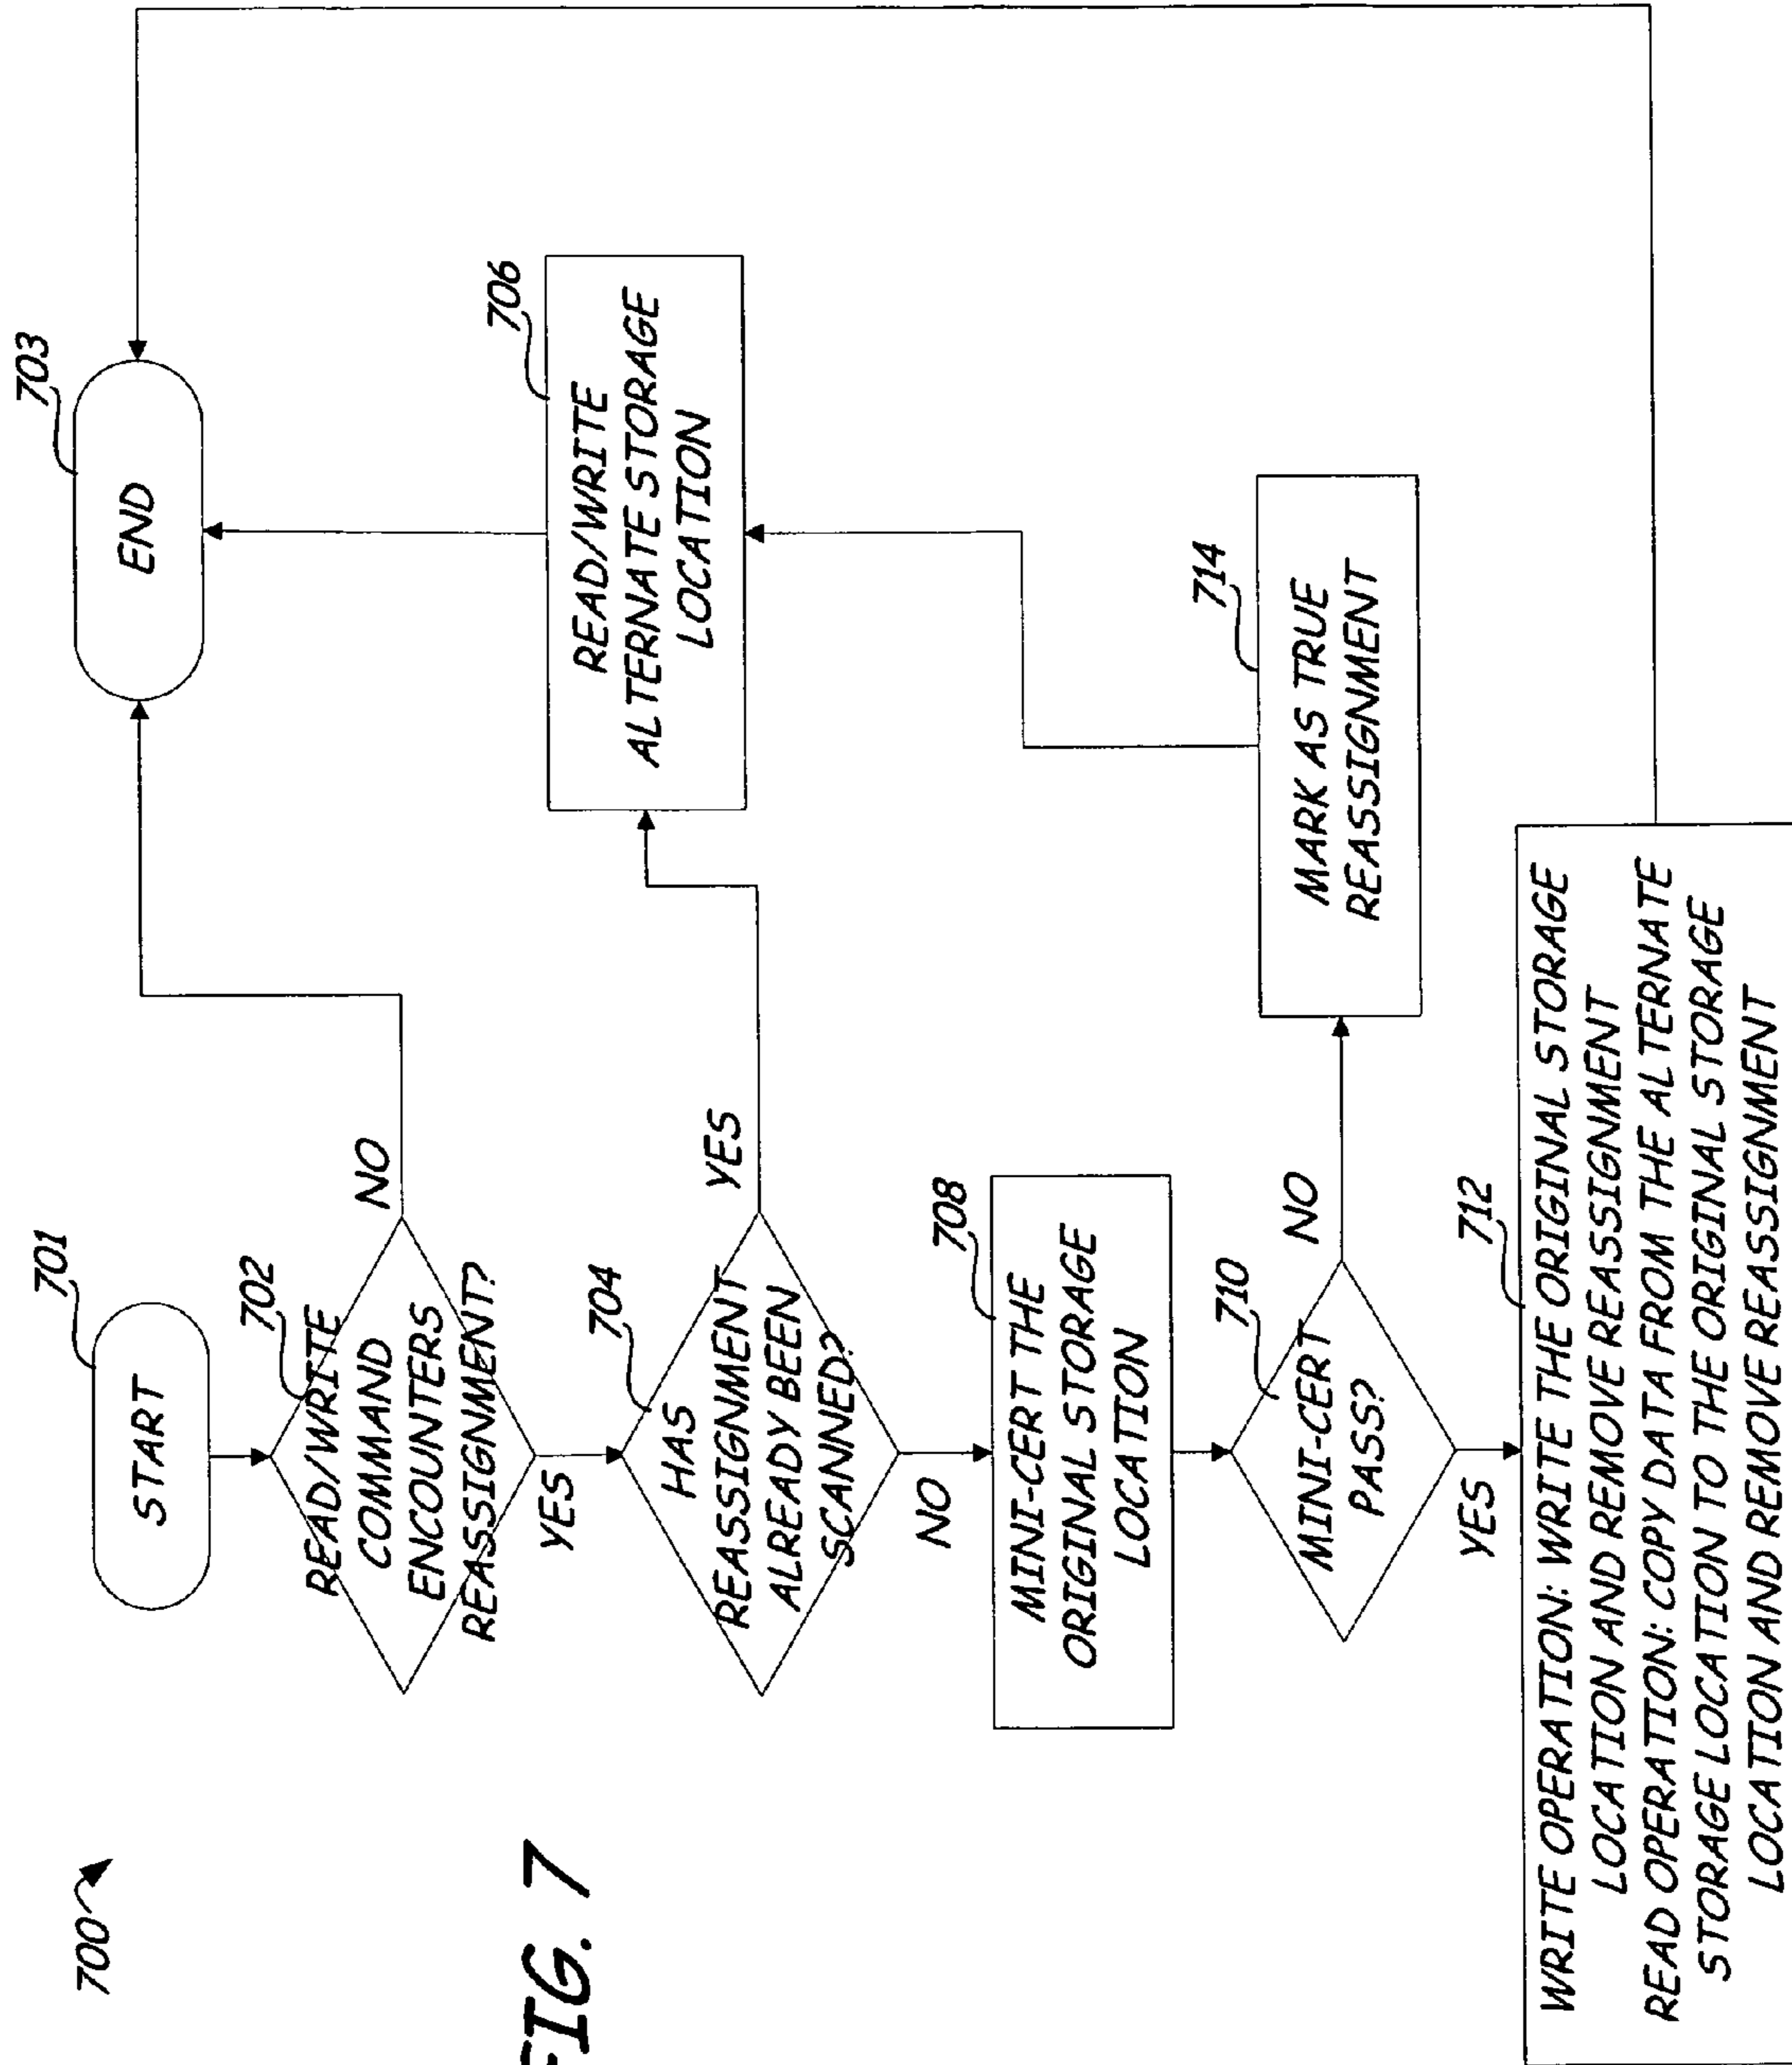 700
701
START
703
END
702
READ/WRITE
COMMAND
ENCOUNTERS
REASSIGNMENT?
NO
YES
704
HAS
REASSIGNMENT
ALREADY BEEN
SCANNED?
YES
NO
706
READ/WRITE
ALTERNATE STORAGE
LOCATION
708
MINI-CERT THE
ORIGINAL STORAGE
LOCATION
710
MINI-CERT
PASS?
NO
YES
714
MARK AS TRUE
REASSIGNMENT
712
WRITE OPERATION: WRITE THE ORIGINAL STORAGE
LOCATION AND REMOVE REASSIGNMENT
READ OPERATION: COPY DATA FROM THE ALTERNATE
STORAGE LOCATION TO THE ORIGINAL STORAGE
LOCATION AND REMOVE REASSIGNMENT
FIG. 7